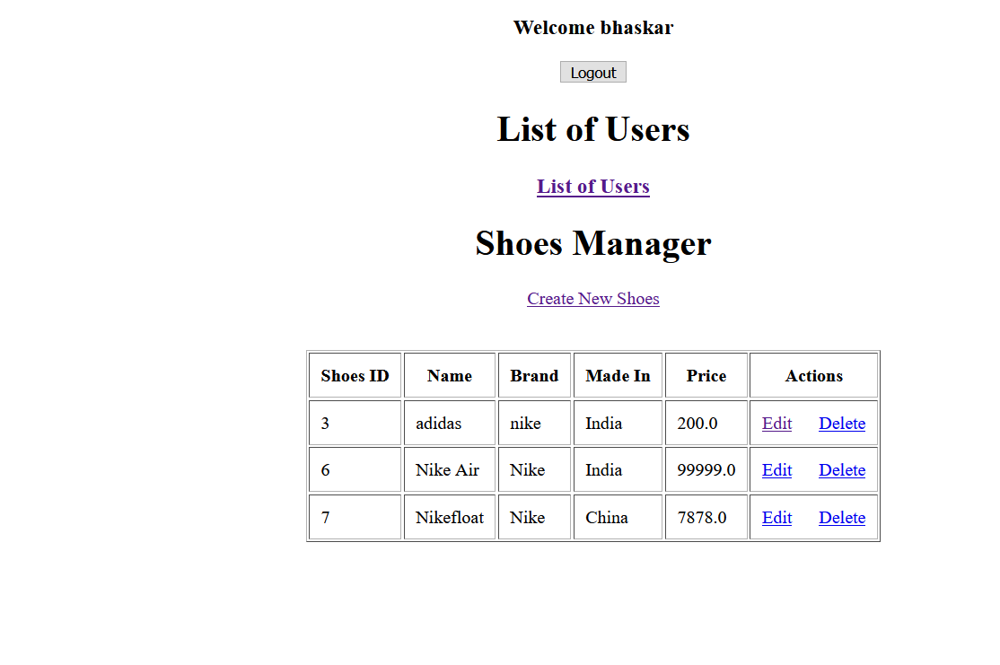 Welcome bhaskar
Logout
List of Users
List of Users
Shoes Manager
Create New Shoes
Shoes ID Name Brand Made In Price Actions
3 adidas nike India 200.0 Edit Delete
6 Nike Air Nike India 99999.0 Edit Delete
7 Nikefloat Nike China 7878.0 Edit Delete